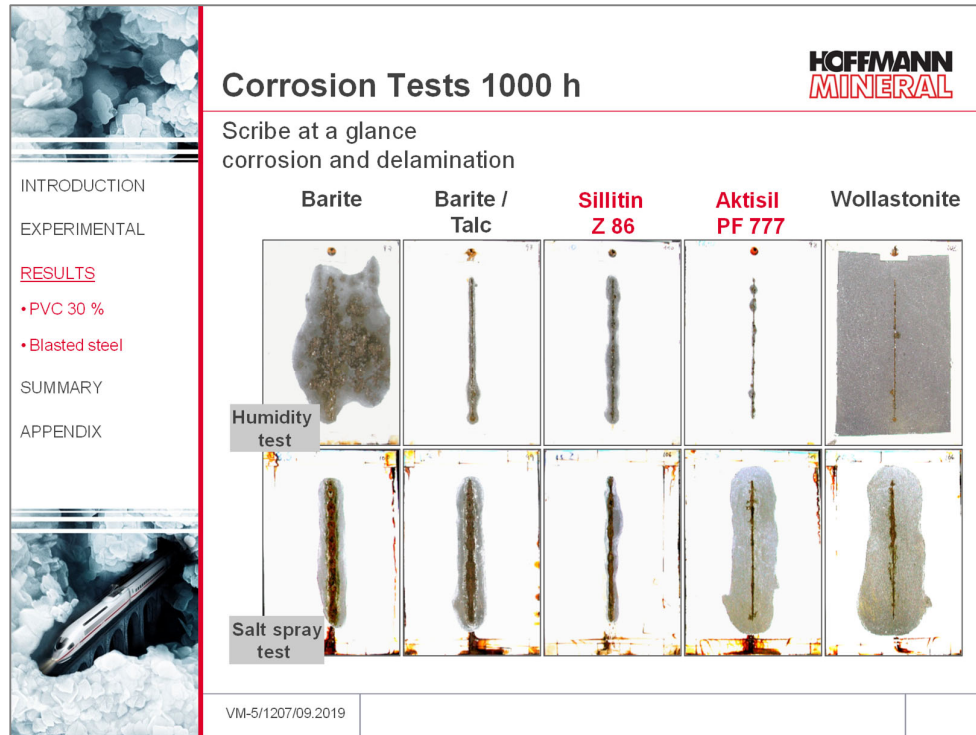 HOFFMANN
MINERAL
Corrosion Tests 1000 h
Scribe at a glance
corrosion and delamination
INTRODUCTION
EXPERIMENTAL
RESULTS
• PVC 30 %
• Blasted steel
SUMMARY
APPENDIX
Barite
Barite /
Talc
Sillitin
Z 86
Aktisil
PF 777
Wollastonite
Humidity
test
Salt spray
test
VM-5/1207/09.2019